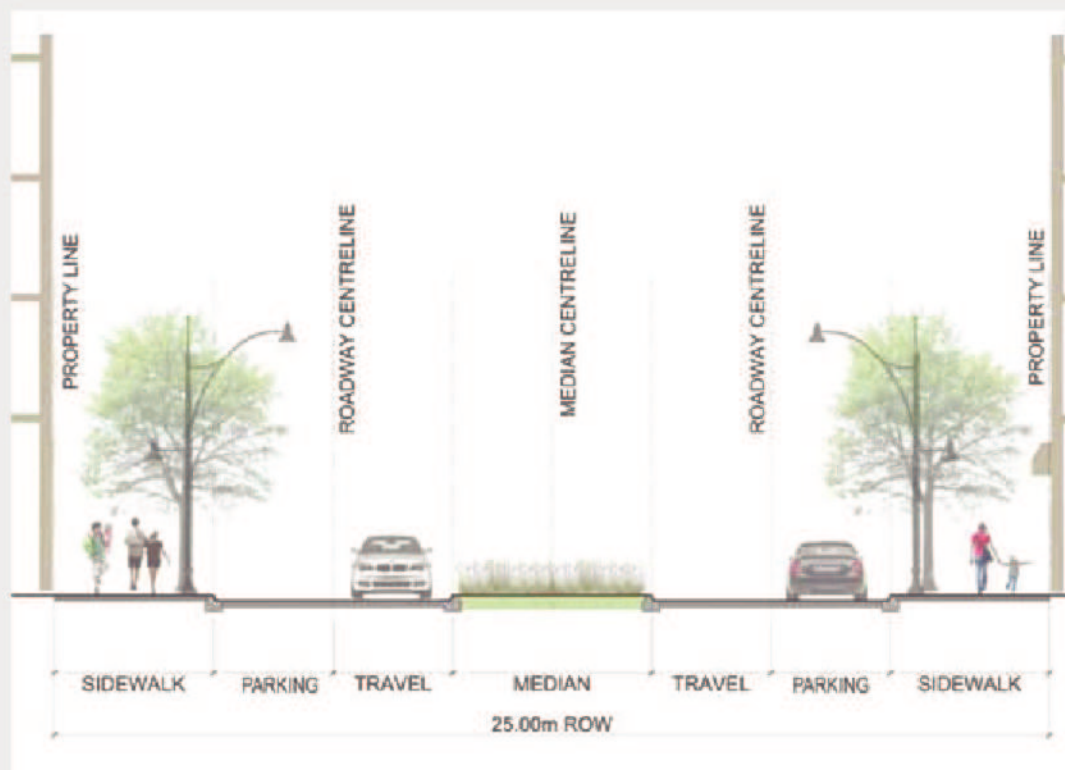 PROPERTY LINE
ROADWAY CENTRELINE
MEDIAN CENTRELINE
ROADWAY CENTRELINE
PROPERTY LINE
SIDEWALK PARKING TRAVEL MEDIAN TRAVEL PARKING SIDEWALK
25.00m ROW